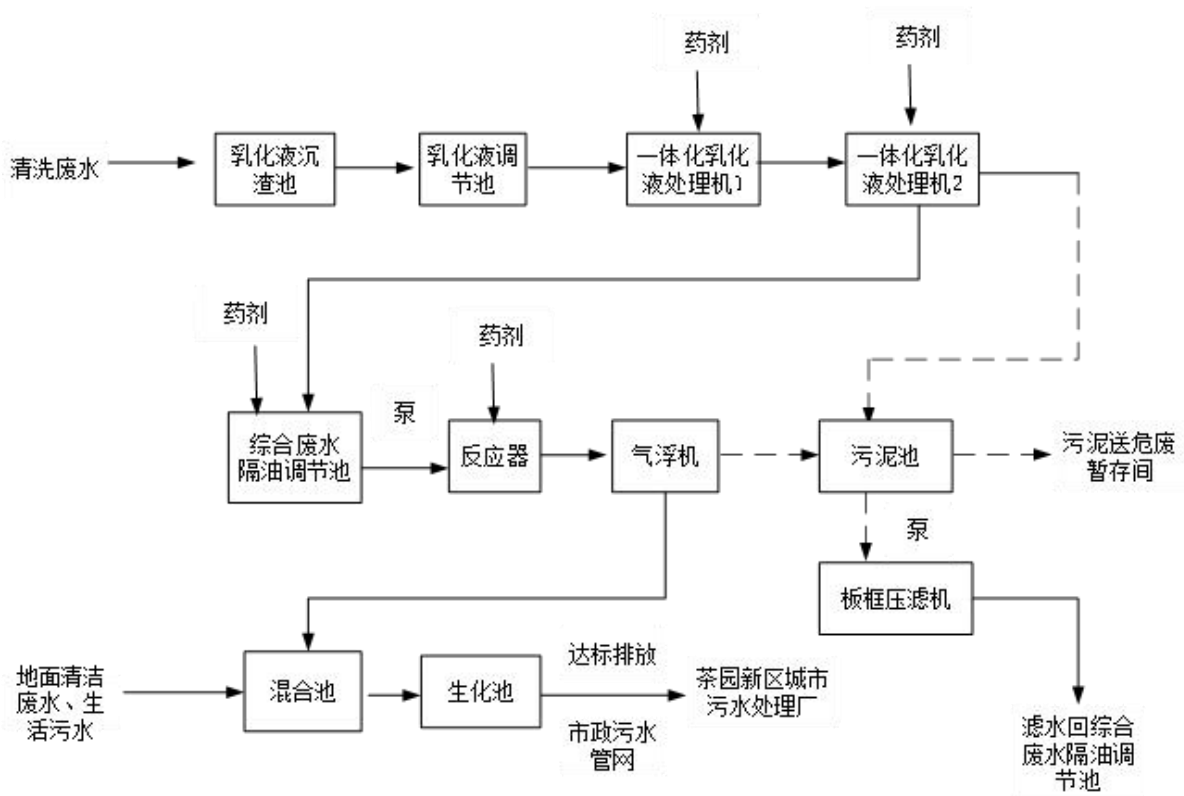 药剂
药剂
清洗废水
乳化液沉
渣池
乳化液调
节池
一体化乳化
液处理机1
一体化乳化
液处理机2
药剂
药剂
泵
综合废水
隔油调节池
反应器
气浮机
污泥池
污泥送危废
暂存间
泵
板框压滤机
地面清洁
废水、生
活污水
混合池
生化池
达标排放
市政污水
管网
茶园新区城市
污水处理厂
滤水回综合
废水隔油调
节池